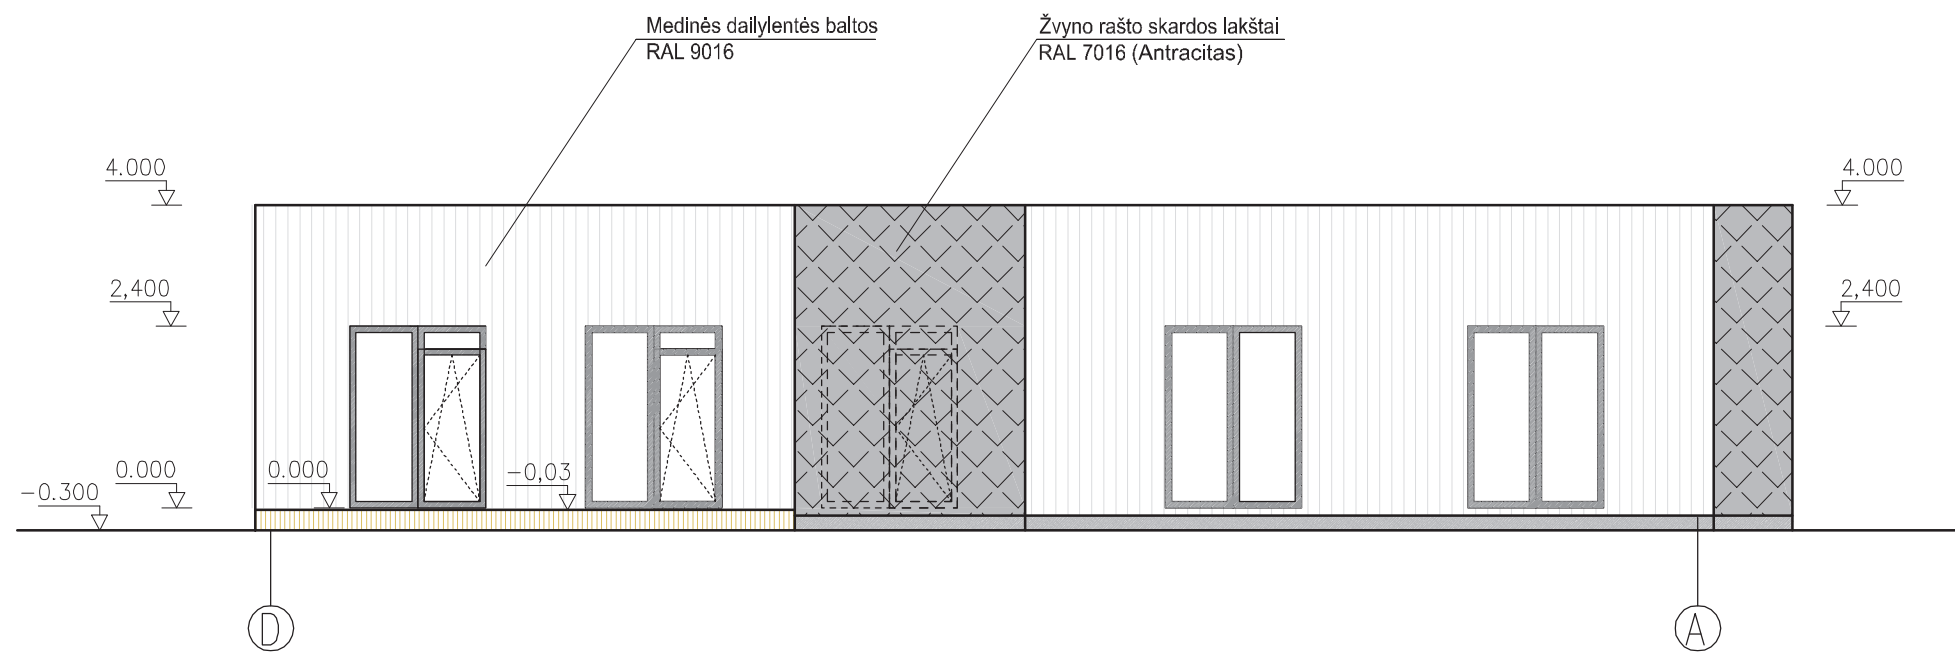 Medinės dailylentės baltos
RAL 9016
Žvyno rašto skardos lakštai
RAL 7016 (Antracitas)
4.000
4.000
2,400
2,400
0.000
0.000
-0,03
-0.300
D
A